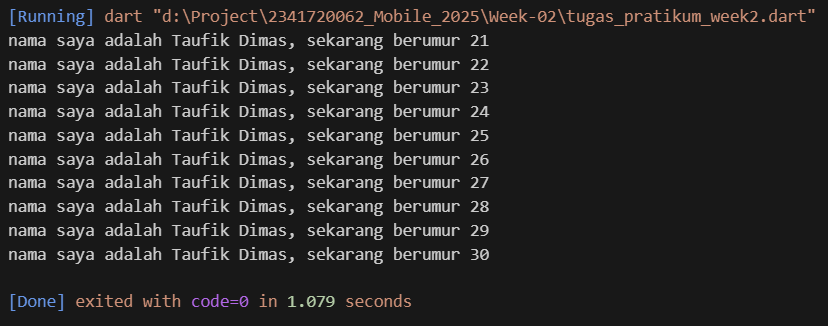 [Running] dart "d:\Project\2341720062_Mobile_2025\Week-02\tugas_pratikum_week2.dart"
nama saya adalah Taufik Dimas, sekarang berumur 21
nama saya adalah Taufik Dimas, sekarang berumur 22
nama saya adalah Taufik Dimas, sekarang berumur 23
nama saya adalah Taufik Dimas, sekarang berumur 24
nama saya adalah Taufik Dimas, sekarang berumur 25
nama saya adalah Taufik Dimas, sekarang berumur 26
nama saya adalah Taufik Dimas, sekarang berumur 27
nama saya adalah Taufik Dimas, sekarang berumur 28
nama saya adalah Taufik Dimas, sekarang berumur 29
nama saya adalah Taufik Dimas, sekarang berumur 30
[Done] exited with code=0 in 1.079 seconds